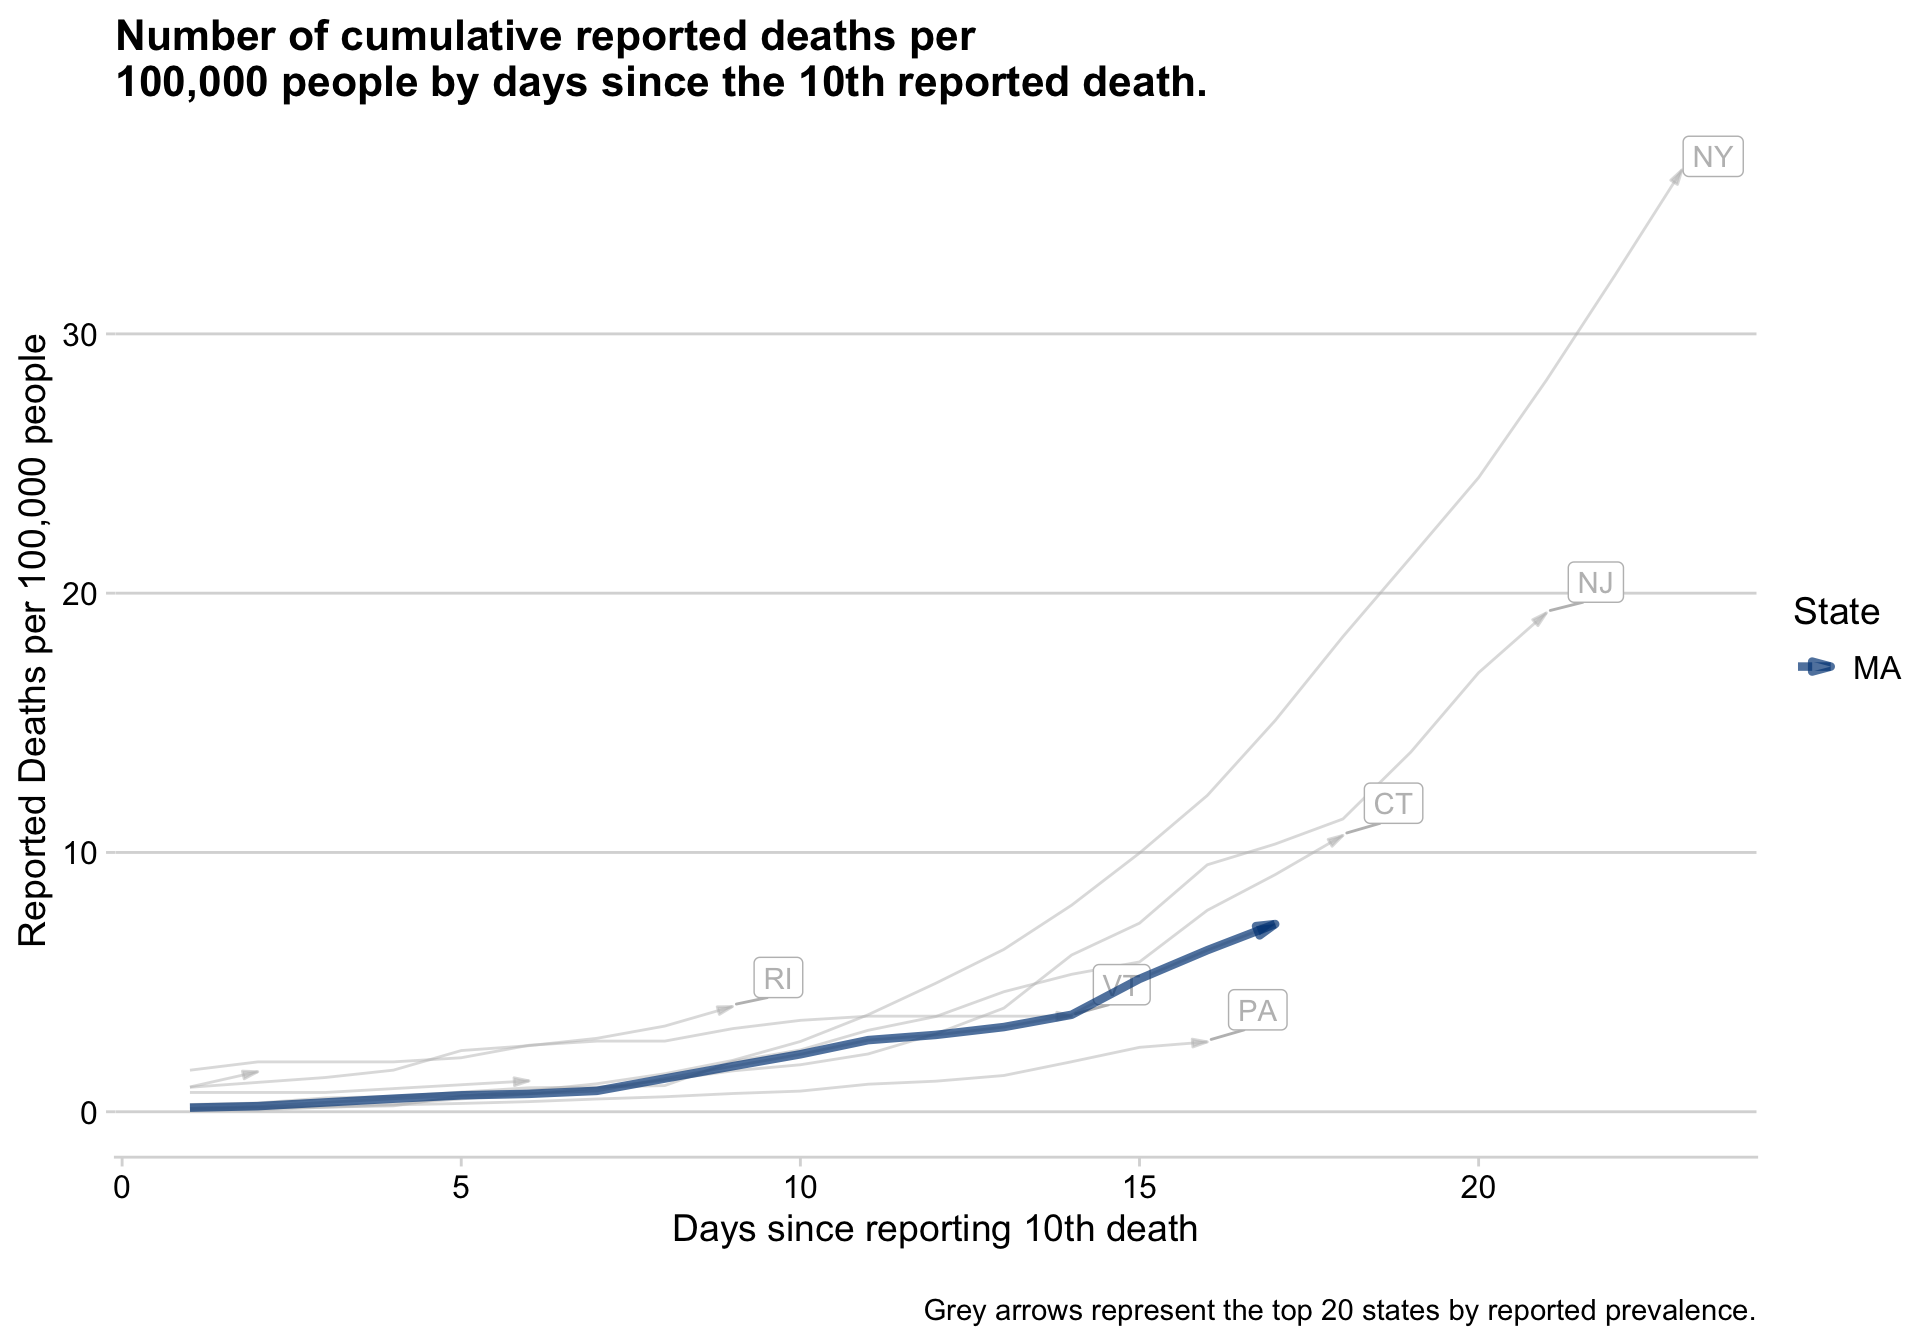 Number of cumulative reported deaths per
100,000 people by days since the 10th reported death.
NY
30
NJ
20
CT
10
RI
VT
PA
0
Reported Deaths per 100,000 people
0 5 10 15 20
Days since reporting 10th death
State
MA
Grey arrows represent the top 20 states by reported prevalence.